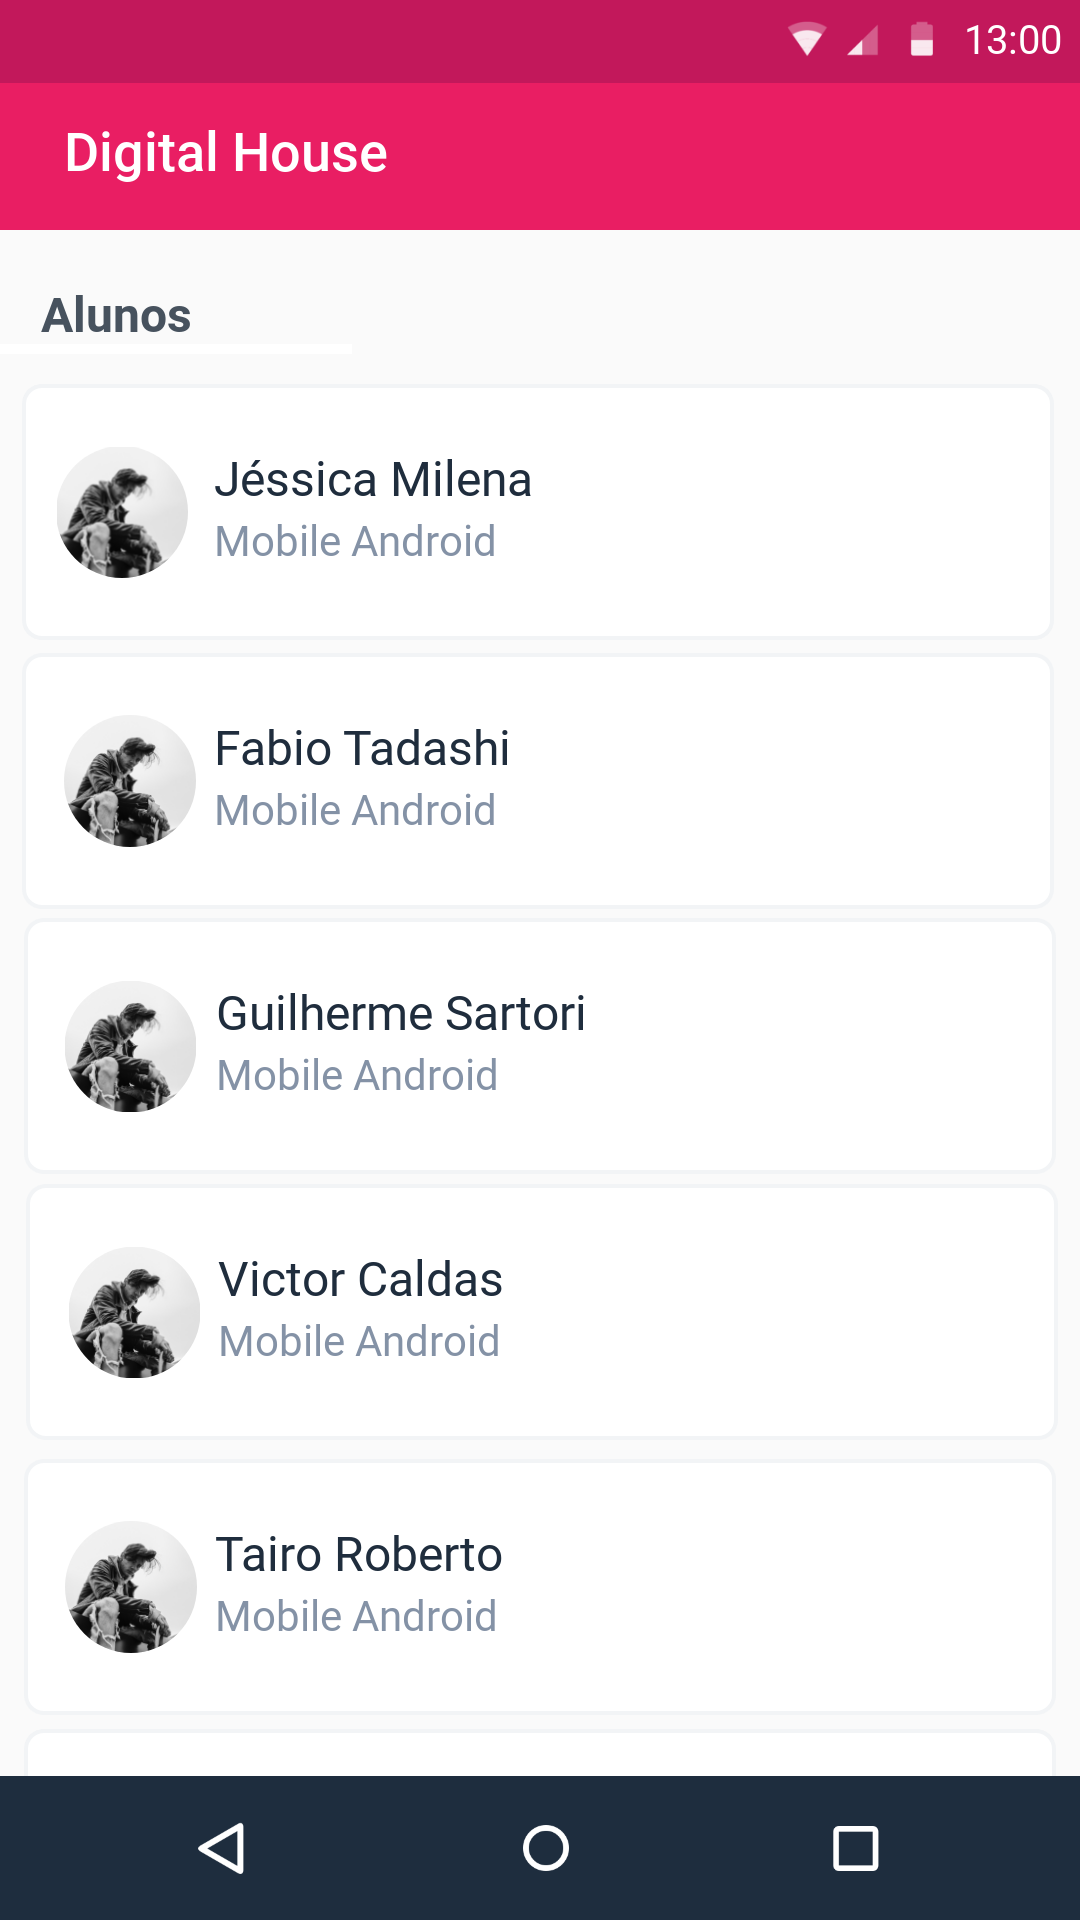 13:00
Digital House
Alunos
Jéssica Milena
Mobile Android
Fabio Tadashi
Mobile Android
Guilherme Sartori
Mobile Android
Victor Caldas
Mobile Android
Tairo Roberto
Mobile Android